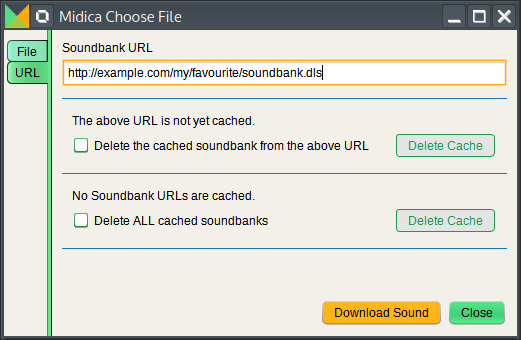 Midica Choose File
File
URL
Soundbank URL
http://example.com/my/favourite/soundbank.dls
The above URL is not yet cached.
Delete the cached soundbank from the above URL
Delete Cache
No Soundbank URLs are cached.
Delete ALL cached soundbanks
Delete Cache
Download Sound
Close